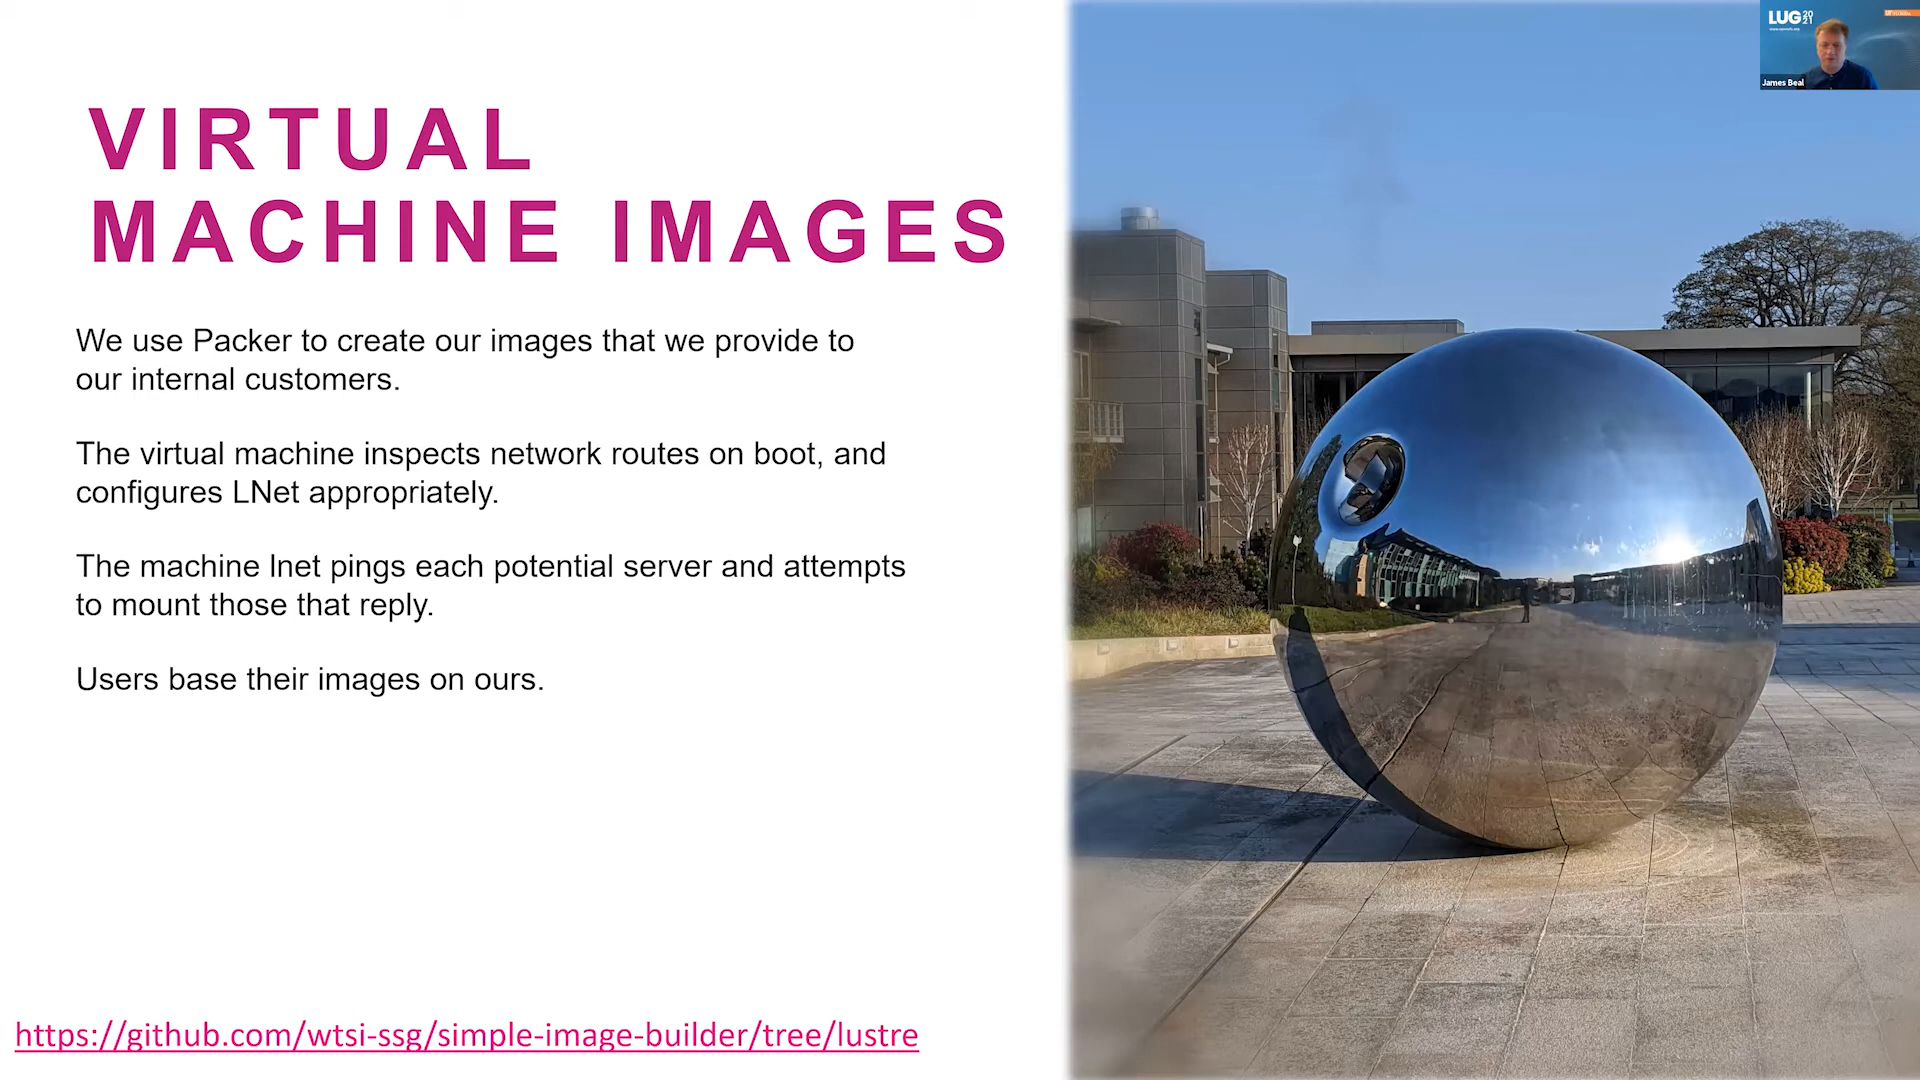 VIRTUAL
MACHINE IMAGES
We use Packer to create our images that we provide to
our internal customers.
The virtual machine inspects network routes on boot, and
configures LNet appropriately.
The machine lnet pings each potential server and attempts
to mount those that reply.
Users base their images on ours.
https://github.com/wtsi-ssg/simple-image-builder/tree/lustre
LUG 20
21
James Beal